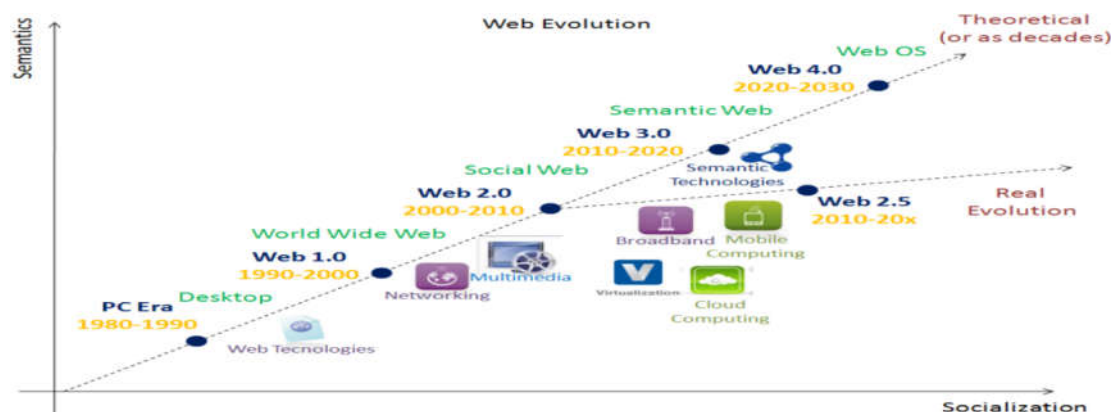 Web Evolution
Theoretical
(or as decades)
Semantics
Web OS
Web 4.0
2020-2030
Semantic Web
Web 3.0
2010-2020
Semantic
Technologies
Social Web
Web 2.0
2000-2010
Web 2.5
2010-20x
Real
Evolution
World Wide Web
Web 1.0
1990-2000
Broadband
Mobile
Computing
Multimedia
Networking
Virtualization
Cloud
Computing
Desktop
PC Era
1980-1990
Web Tecnologies
Socialization